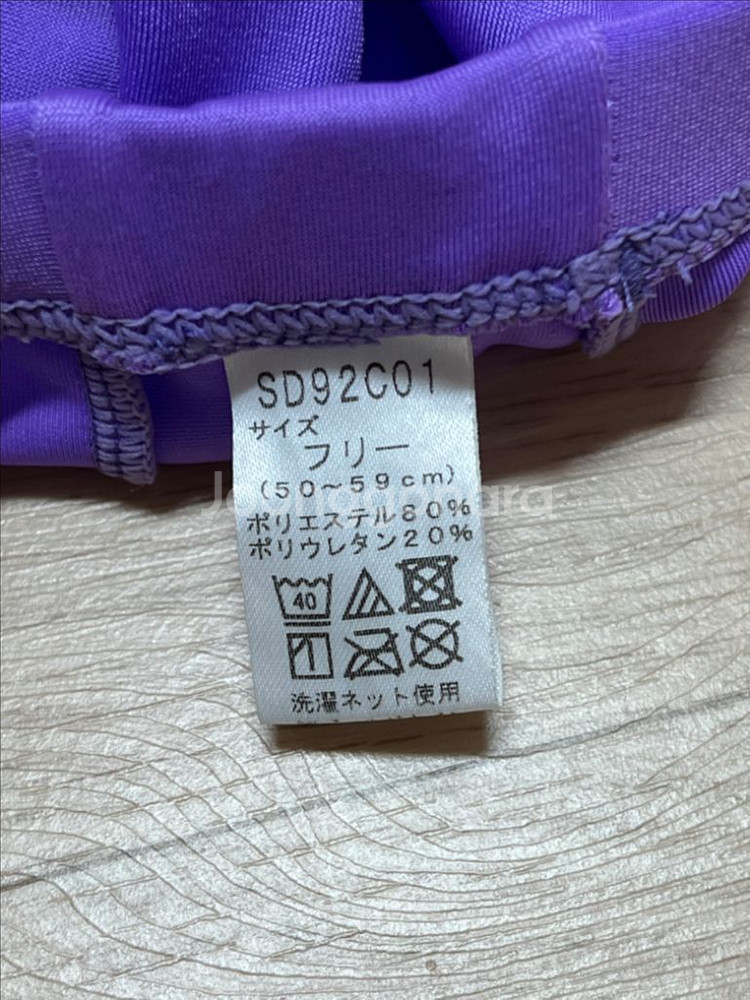 SD92C01
サイズ
フリー
(50～59cm)
ポリエステル80%
ポリウレタン20%
40
洗濯ネット使用